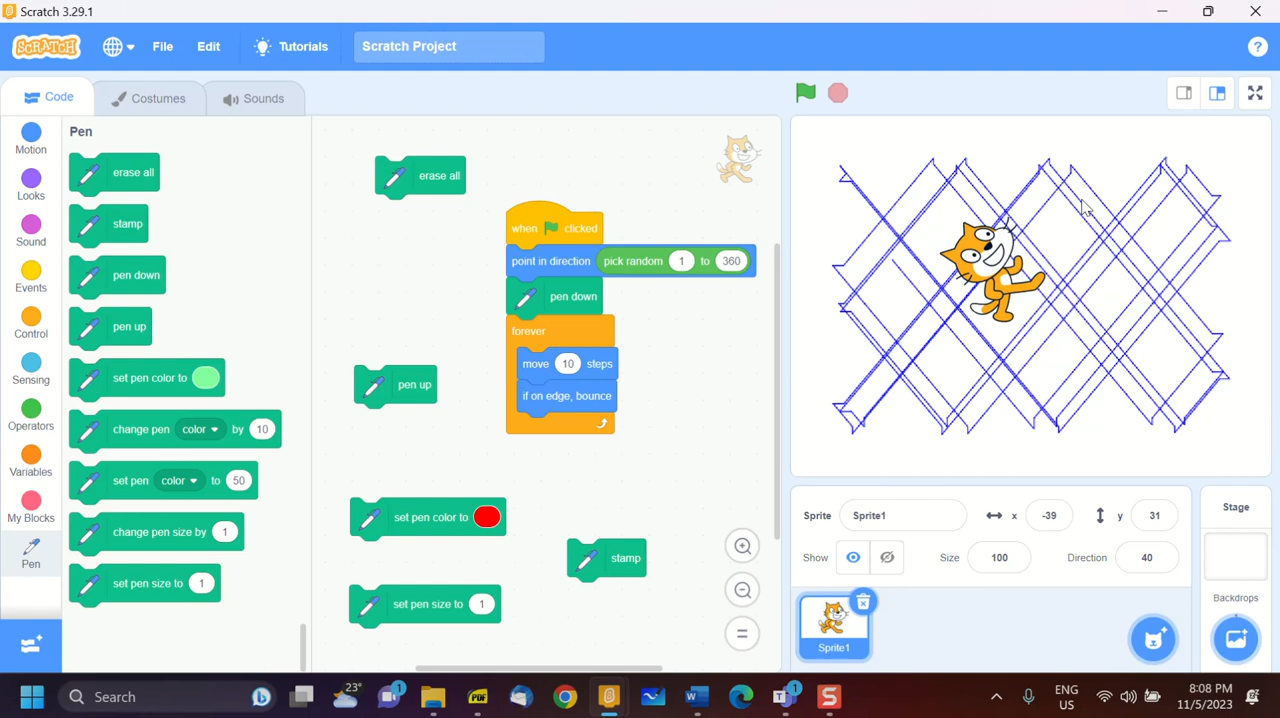 Scratch 3.29.1
SCRATCH File Edit Tutorials Scratch Project ?
Code Costumes Sounds
Motion
Looks
Sound
Events
Control
Sensing
Operators
Variables
My Blocks
Pen
Pen
erase all
stamp
pen down
pen up
set pen color to
change pen color by 10
set pen color to 50
change pen size by 1
set pen size to 1
erase all
when clicked
point in direction pick random 1 to 360
pen down
forever
move 10 steps
if on edge, bounce
pen up
set pen color to
stamp
set pen size to 1
Sprite Sprite1 x -39 y 31
Show Size 100 Direction 40
Sprite1
Stage
Backdrops
Search
23°
1
PDF
W
T 1
S
ENG
US
8:08 PM
11/5/2023